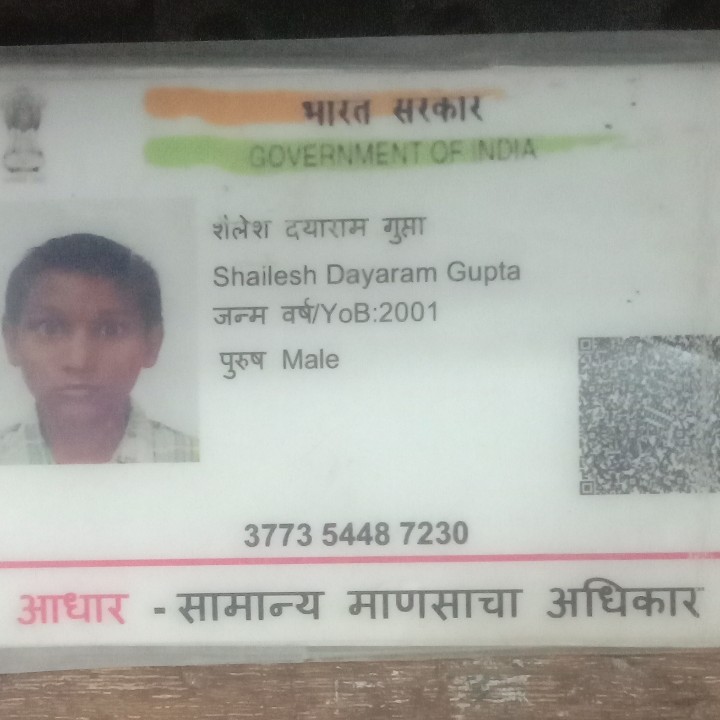 भारत सरकार
GOVERNMENT OF INDIA
शैलेश दयाराम गुप्ता
Shailesh Dayaram Gupta
जन्म वर्ष/YoB:2001
पुरुष Male
3773 5448 7230
आधार - सामान्य माणसाचा अधिकार